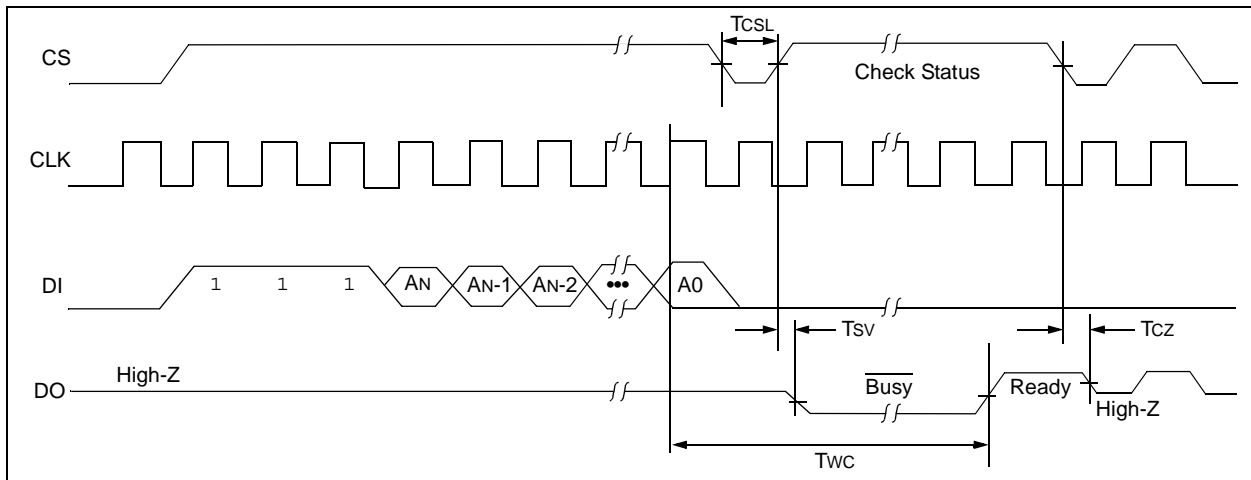 TCSL
CS
Check Status
CLK
DI
1 1 1 AN AN-1 AN-2 ••• A0
TSV
TCZ
DO
High-Z
Busy
Ready
High-Z
TWC